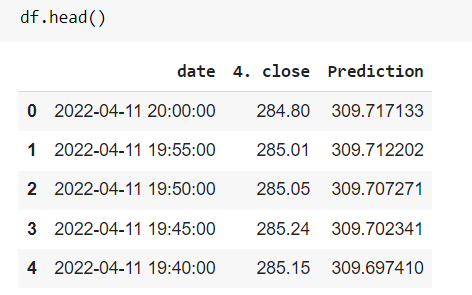 df.head()
date 4. close Prediction
0 2022-04-11 20:00:00 284.80 309.717133
1 2022-04-11 19:55:00 285.01 309.712202
2 2022-04-11 19:50:00 285.05 309.707271
3 2022-04-11 19:45:00 285.24 309.702341
4 2022-04-11 19:40:00 285.15 309.697410